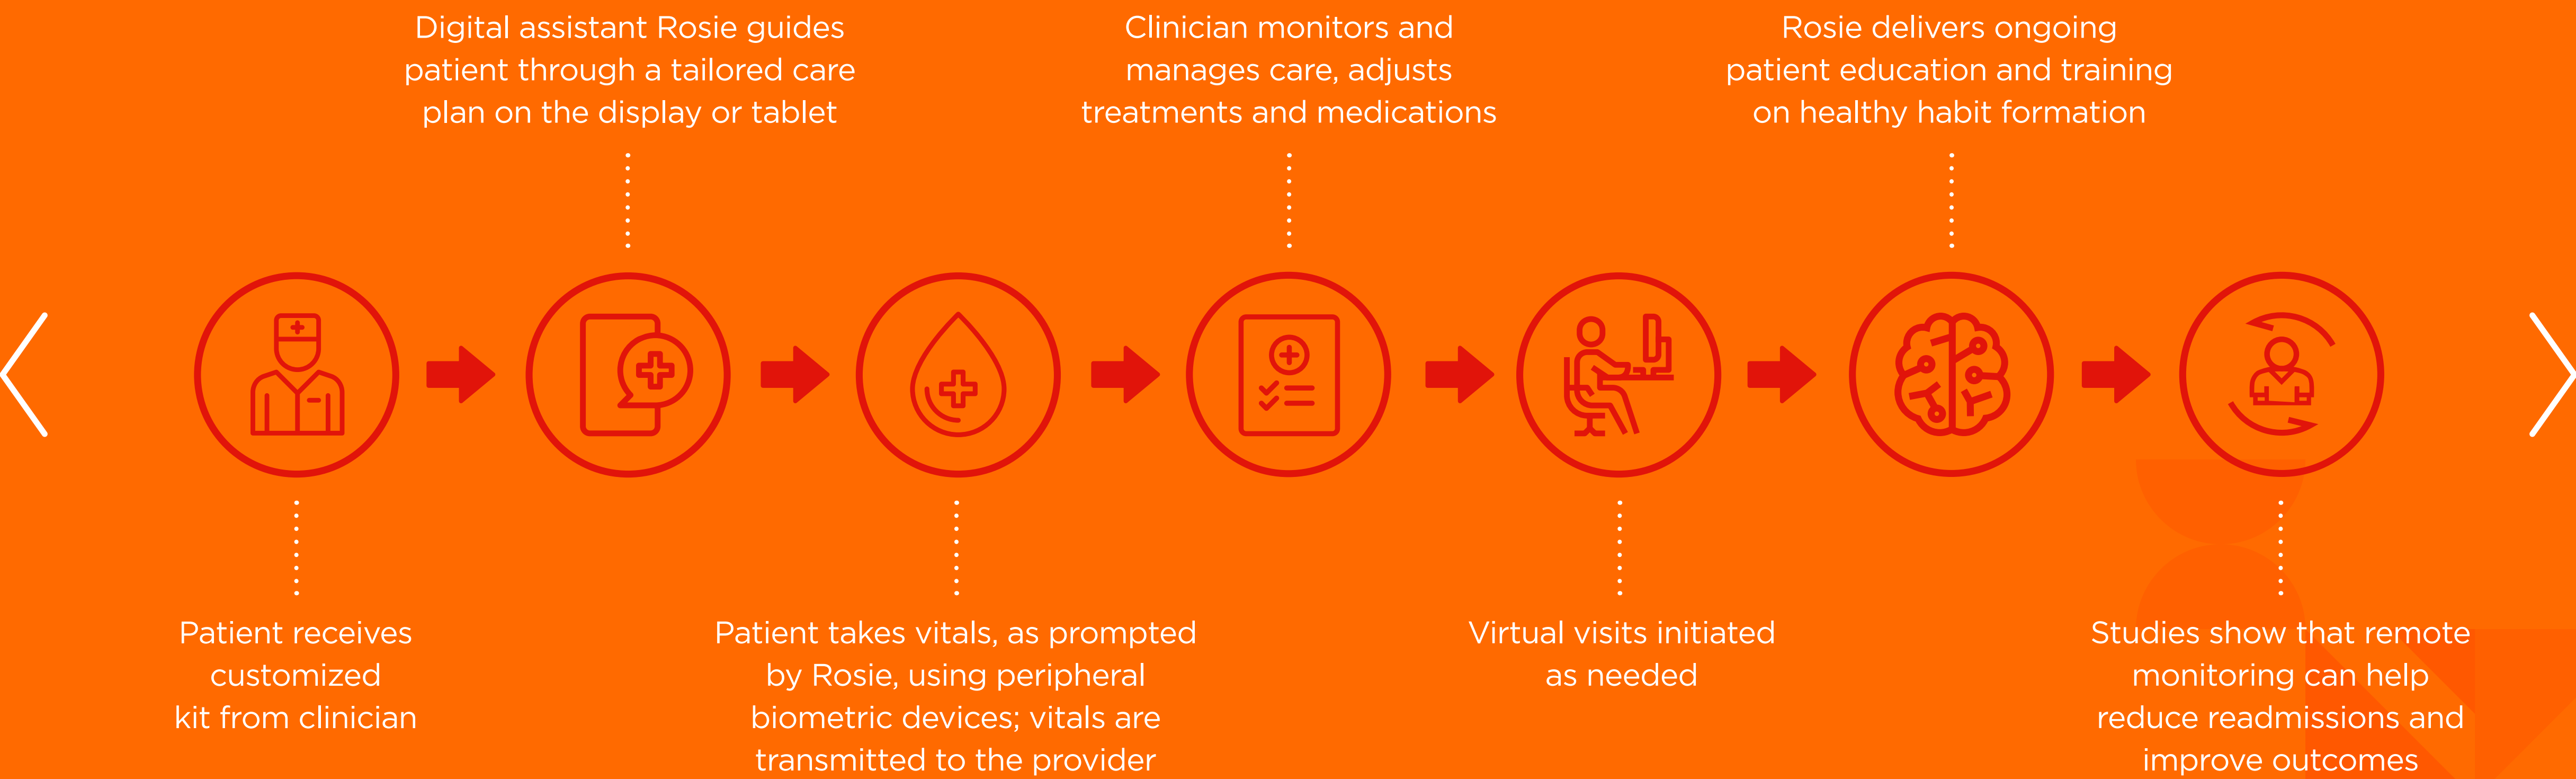 Digital assistant Rosie guides
patient through a tailored care
plan on the display or tablet
Clinician monitors and
manages care, adjusts
treatments and medications
Rosie delivers ongoing
patient education and training
on healthy habit formation
Patient receives
customized
kit from clinician
Patient takes vitals, as prompted
by Rosie, using peripheral
biometric devices; vitals are
transmitted to the provider
Virtual visits initiated
as needed
Studies show that remote
monitoring can help
reduce readmissions and
improve outcomes